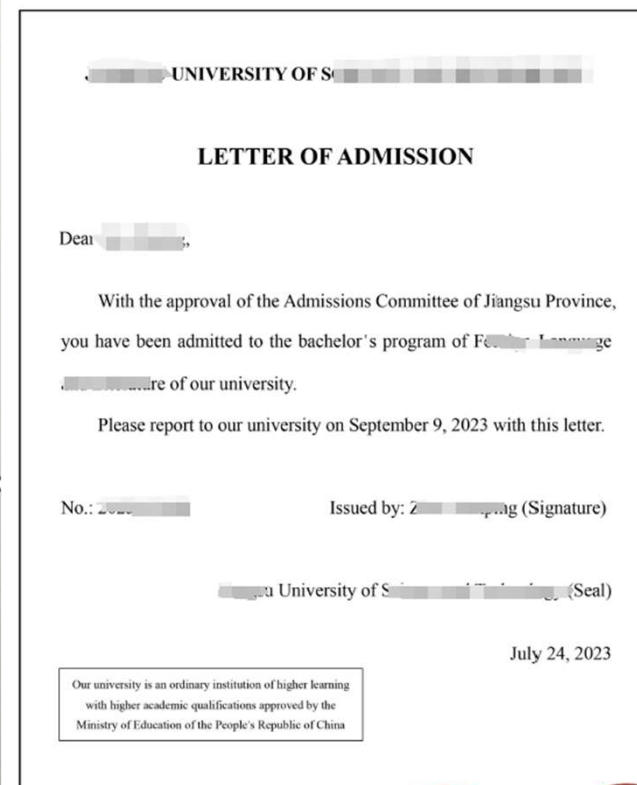 UNIVERSITY OF
LETTER OF ADMISSION
Dear
With the approval of the Admissions Committee of Jiangsu Province,
you have been admitted to the bachelor's program of
of our university.
Please report to our university on September 9, 2023 with this letter.
No.: Issued by: (Signature)
University of (Seal)
July 24, 2023
Our university is an ordinary institution of higher learning
with higher academic qualifications approved by the
Ministry of Education of the People's Republic of China